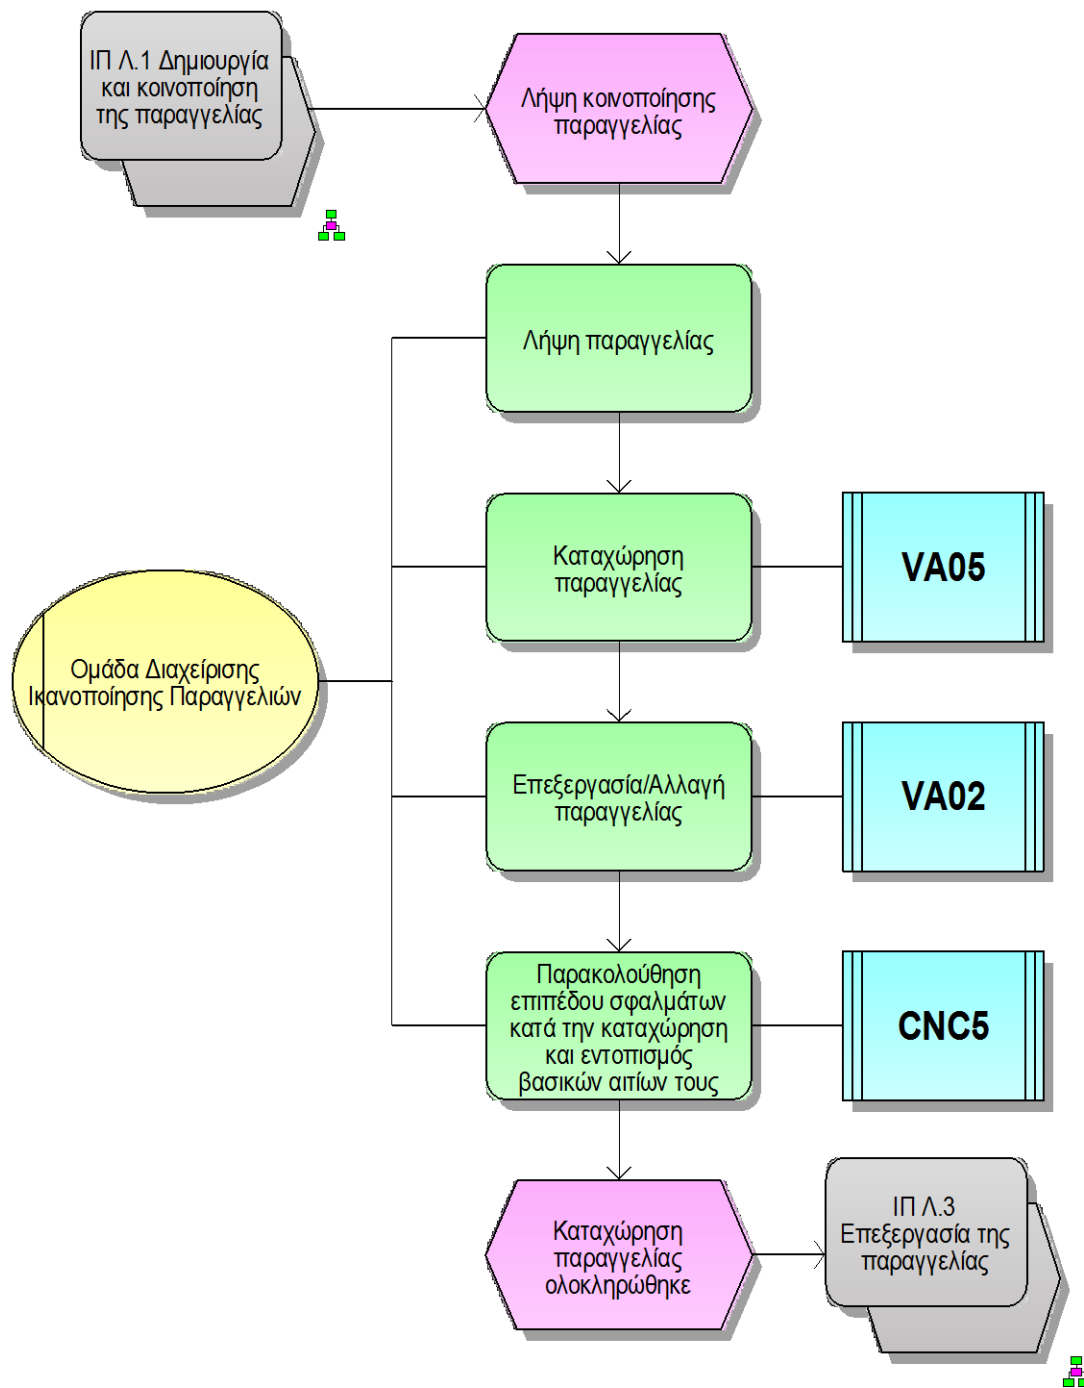 ΙΠ Λ.1 Δημιουργία
και κοινοποίηση
της παραγγελίας
Λήψη κοινοποίησης
παραγγελίας
Λήψη παραγγελίας
Καταχώρηση
παραγγελίας
VA05
Ομάδα Διαχείρισης
Ικανοποίησης Παραγγελιών
Επεξεργασία/Αλλαγή
παραγγελίας
VA02
Παρακολούθηση
επιπέδου σφαλμάτων
κατά την καταχώρηση
και εντοπισμός
βασικών αιτίων τους
CNC5
Καταχώρηση
παραγγελίας
ολοκληρώθηκε
ΙΠ Λ.3
Επεξεργασία της
παραγγελίας